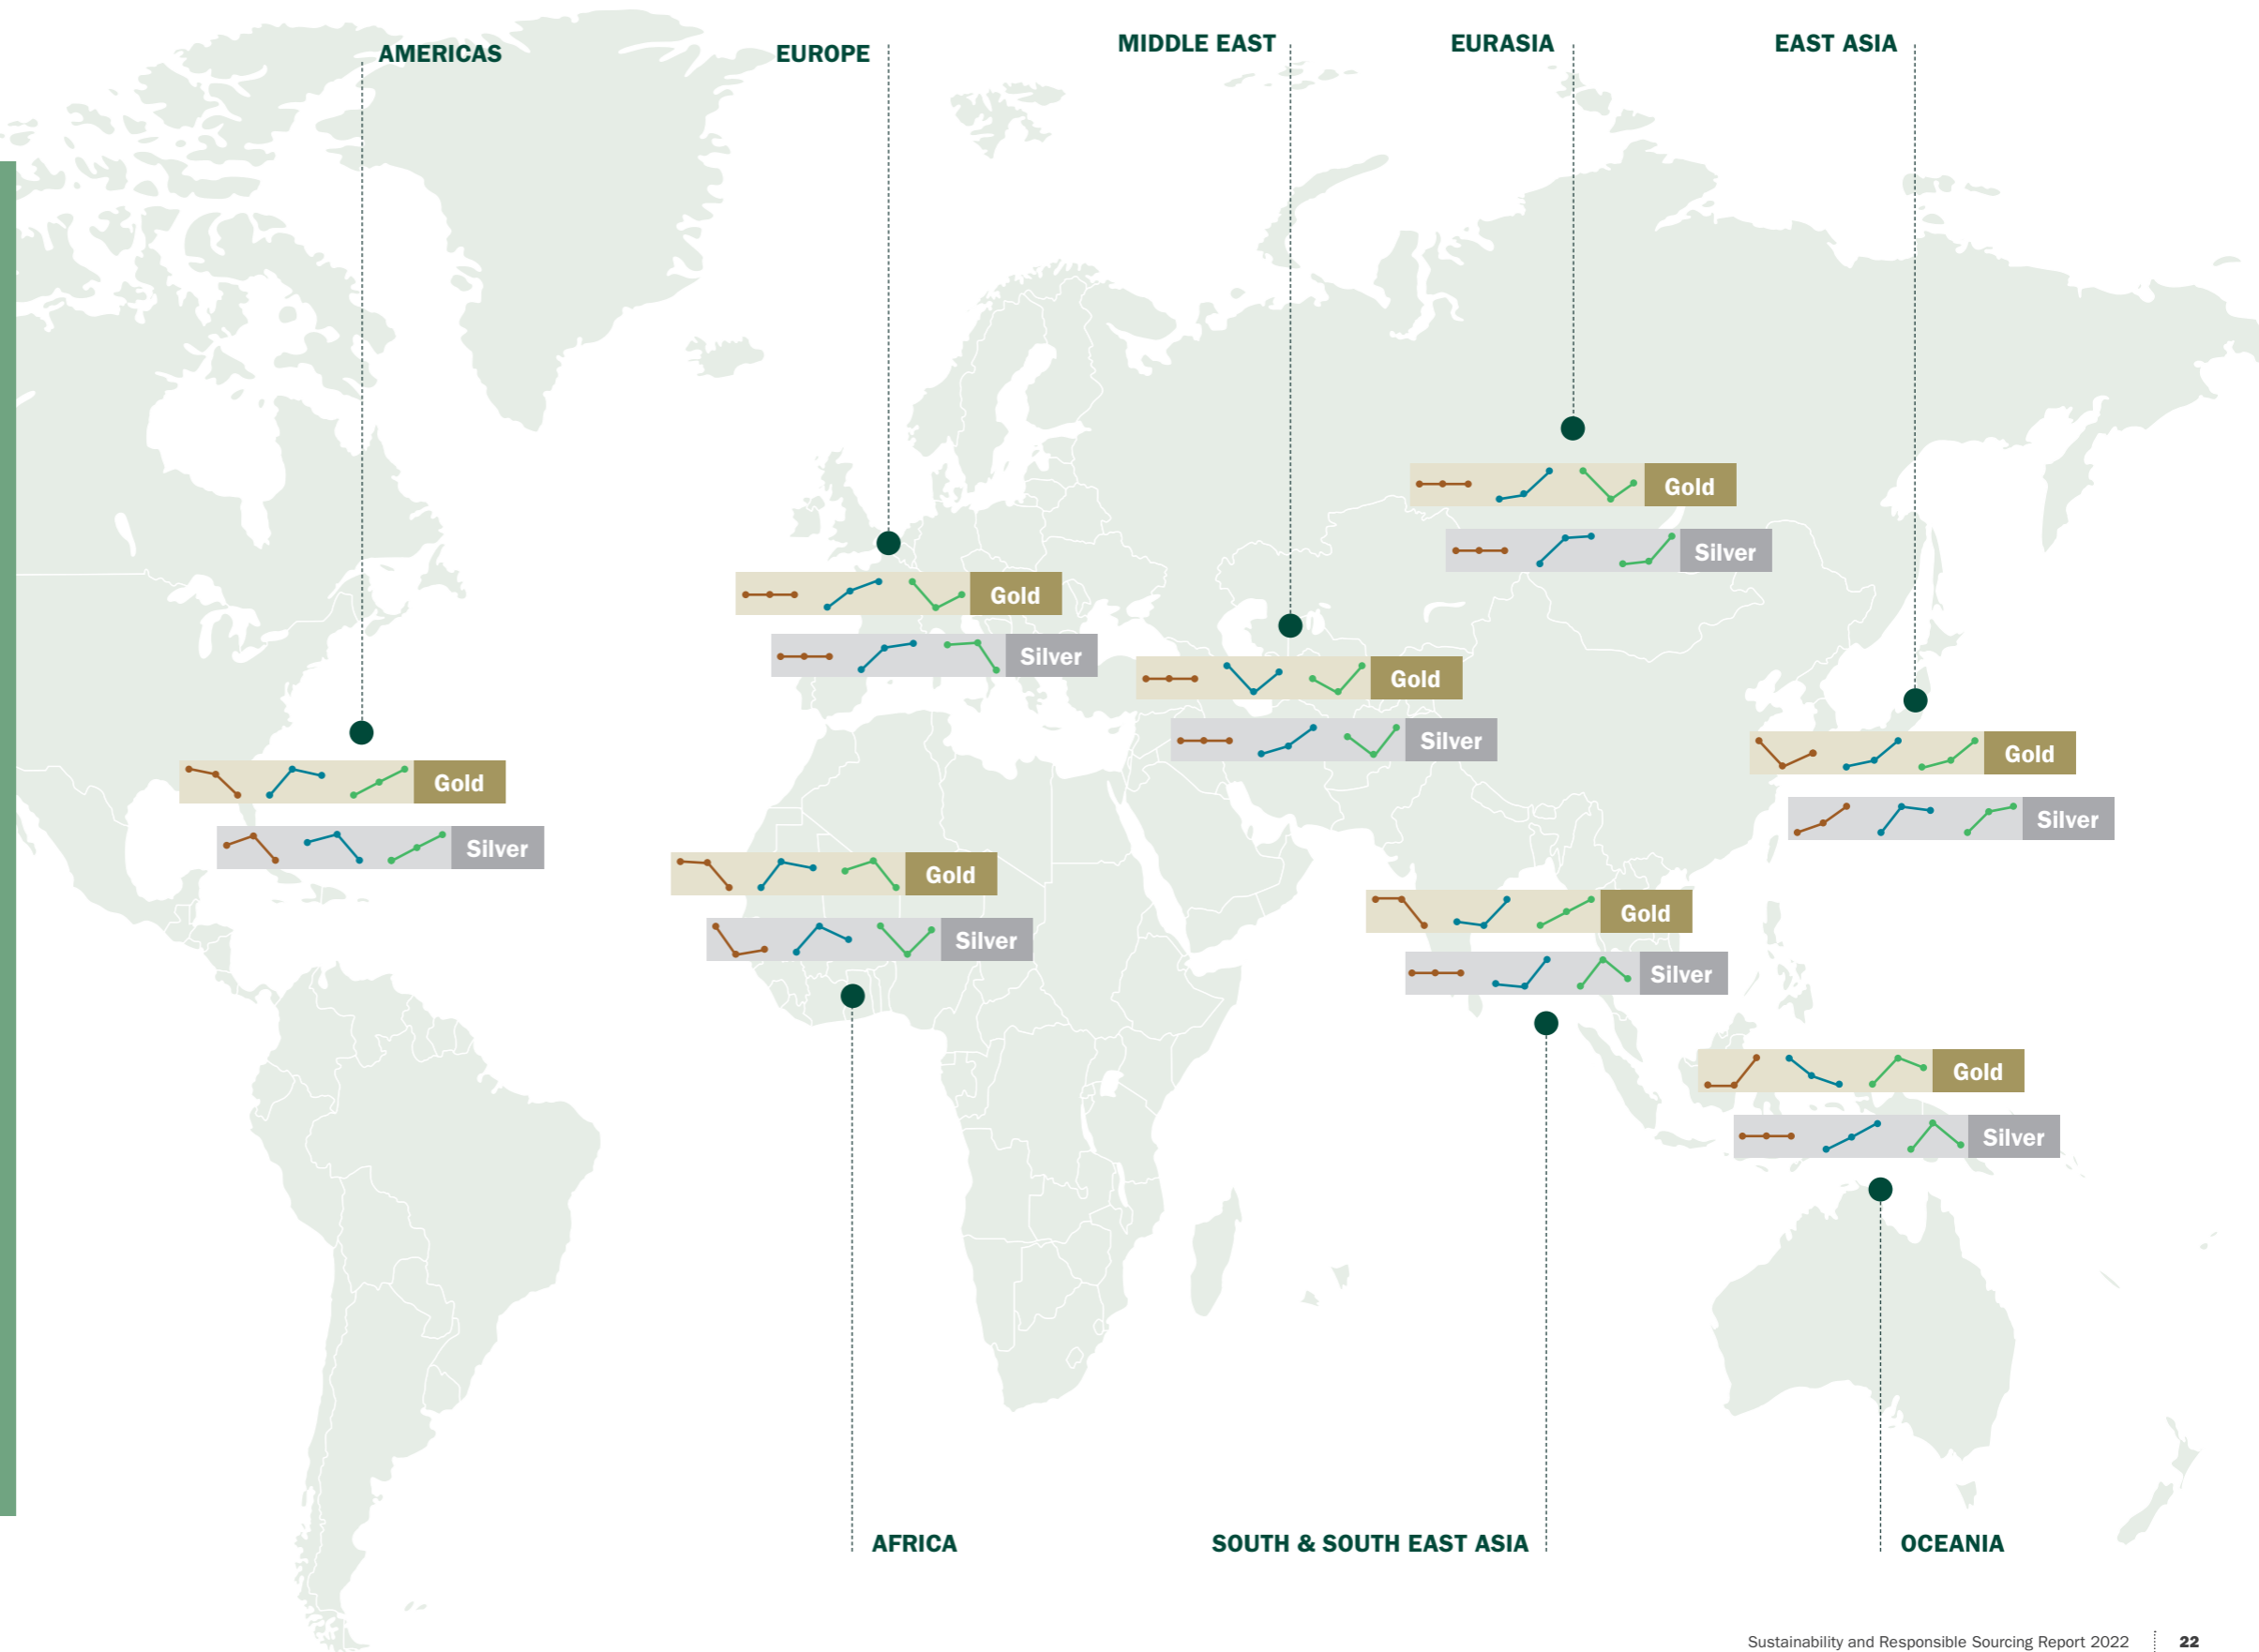 AMERICAS
EUROPE
MIDDLE EAST
EURASIA
EAST ASIA
Gold
Silver
Gold
Silver
Gold
Silver
Gold
Silver
Gold
Silver
Gold
Silver
Gold
Silver
Gold
Silver
AFRICA
SOUTH & SOUTH EAST ASIA
OCEANIA
Sustainability and Responsible Sourcing Report 2022
22